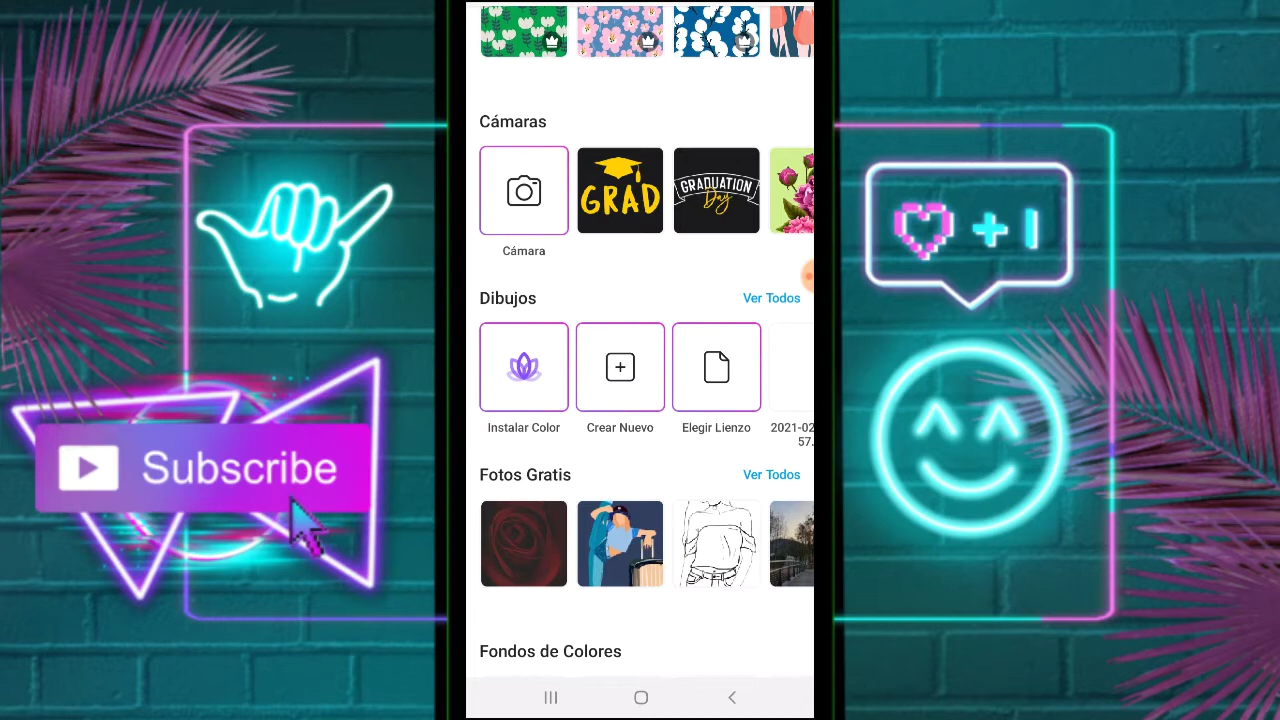 Cámaras
GRAD
GRADUATION
Day
Cámara
Dibujos
Ver Todos
Instalar Color
Crear Nuevo
Elegir Lienzo
2021-02
57,
Fotos Gratis
Ver Todos
Fondos de Colores
Subscribe
+ 1